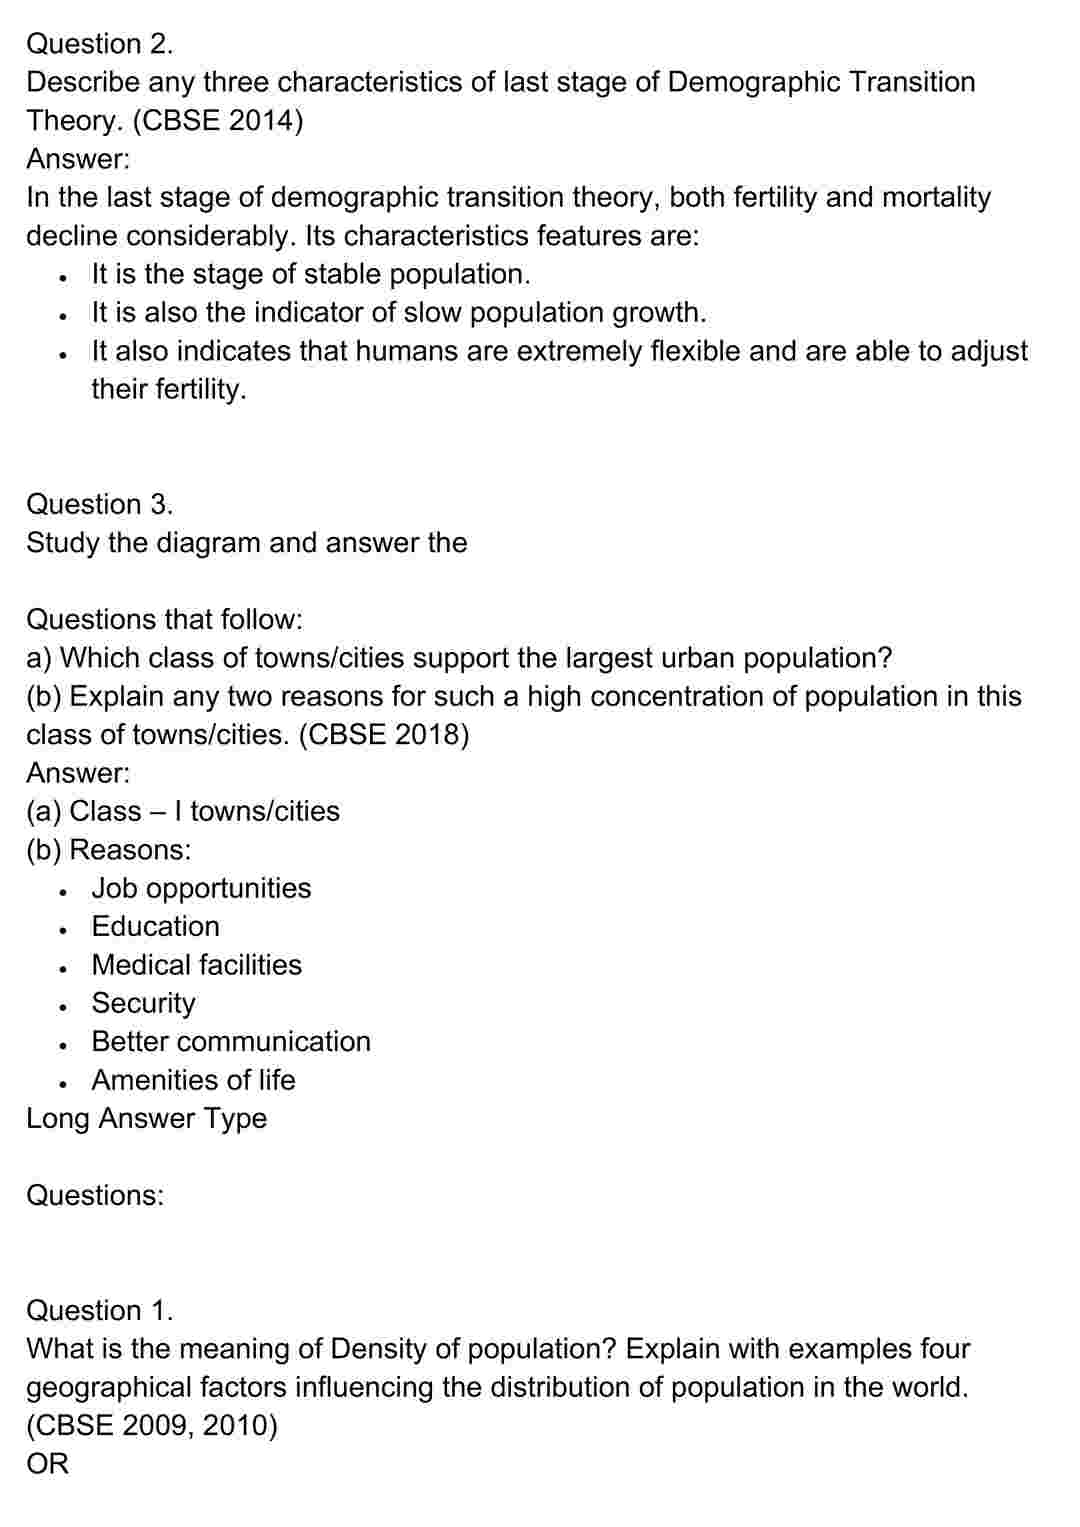 Question 2.
Describe any three characteristics of last stage of Demographic Transition
Theory. (CBSE 2014)
Answer:
In the last stage of demographic transition theory, both fertility and mortality
decline considerably. Its characteristics features are:
• It is the stage of stable population.
• It is also the indicator of slow population growth.
• It also indicates that humans are extremely flexible and are able to adjust
their fertility.
Question 3.
Study the diagram and answer the
Questions that follow:
a) Which class of towns/cities support the largest urban population?
(b) Explain any two reasons for such a high concentration of population in this
class of towns/cities. (CBSE 2018)
Answer:
(a) Class – I towns/cities
(b) Reasons:
• Job opportunities
• Education
• Medical facilities
• Security
• Better communication
• Amenities of life
Long Answer Type
Questions:
Question 1.
What is the meaning of Density of population? Explain with examples four
geographical factors influencing the distribution of population in the world.
(CBSE 2009, 2010)
OR